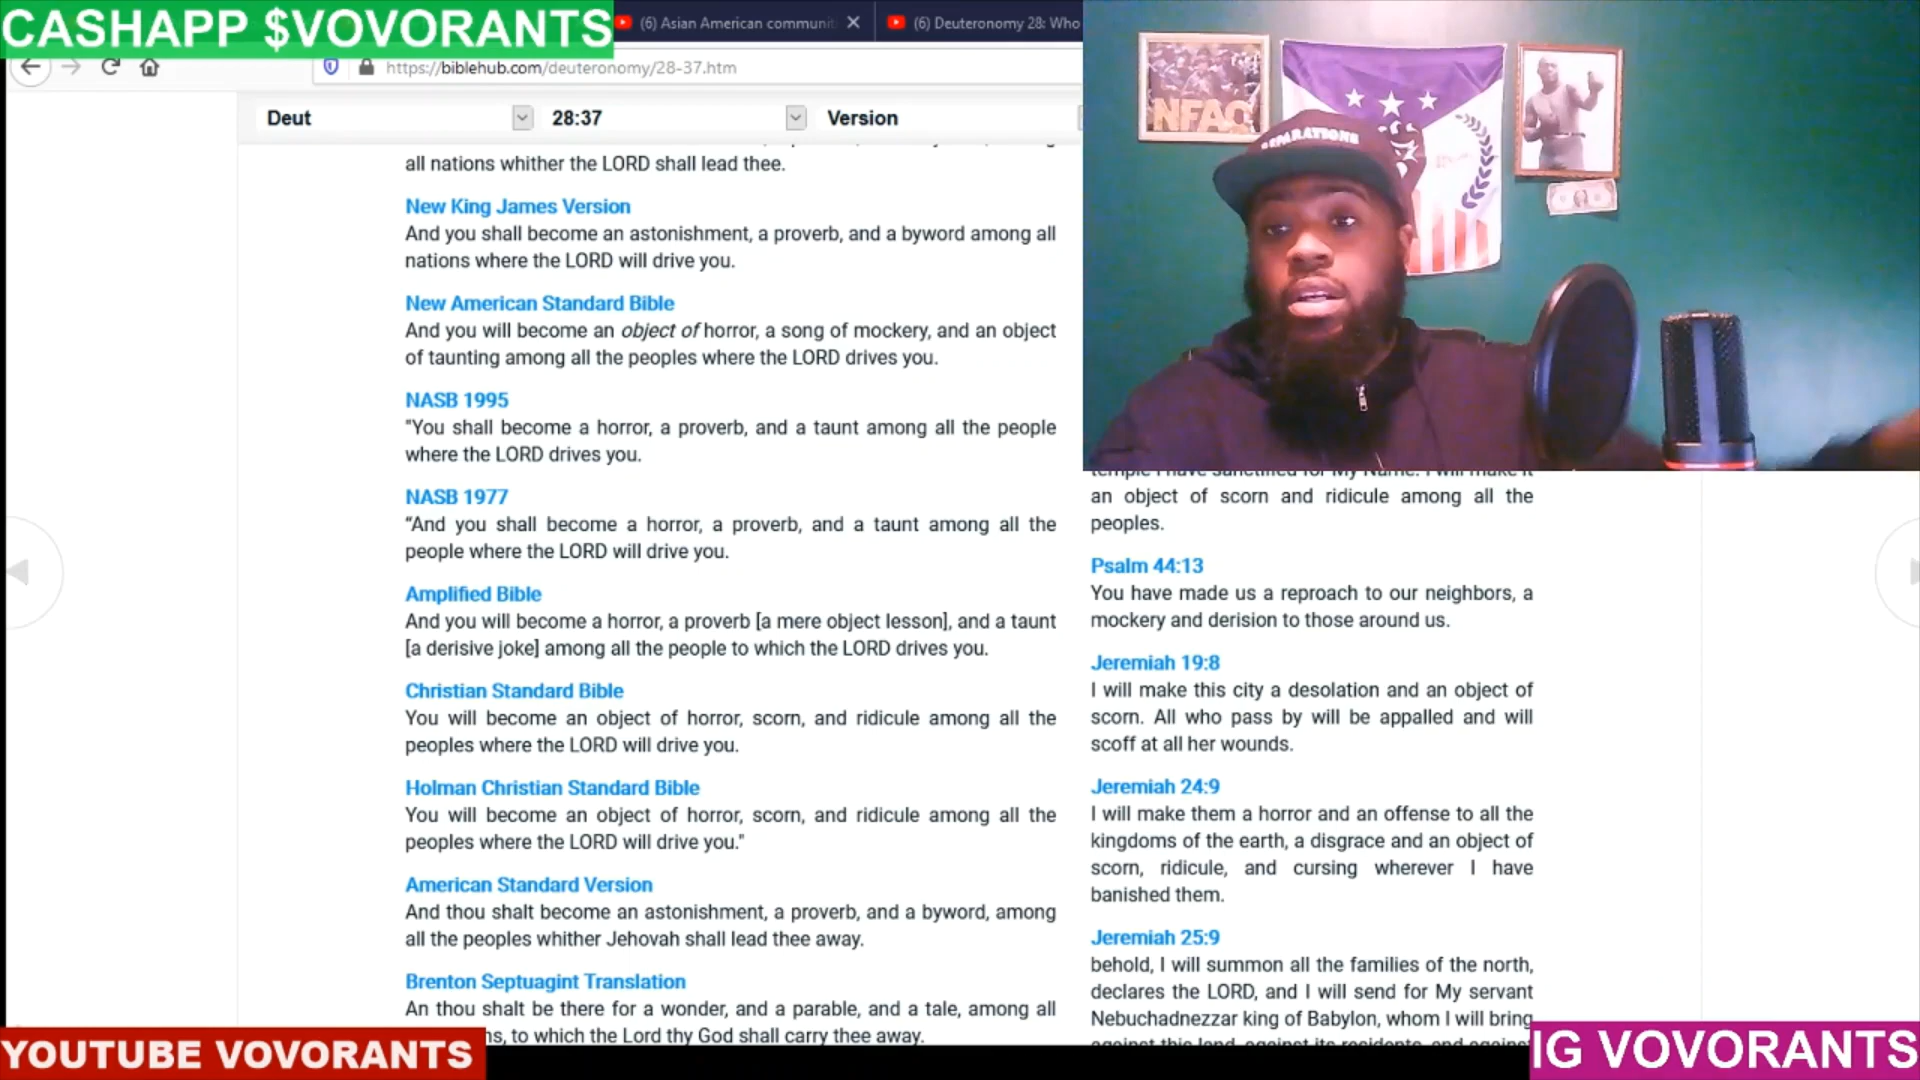 CASHAPP $VOVORANTS
(6) Asian American communit
(6) Deuteronomy 28: Who
https://biblehub.com/deuteronomy/28-37.htm
Deut
28:37
Version
all nations whither the LORD shall lead thee.
New King James Version
And you shall become an astonishment, a proverb, and a byword among all
nations where the LORD will drive you.
New American Standard Bible
And you will become an object of horror, a song of mockery, and an object
of taunting among all the peoples where the LORD drives you.
NASB 1995
"You shall become a horror, a proverb, and a taunt among all the people
where the LORD drives you.
NASB 1977
“And you shall become a horror, a proverb, and a taunt among all the
people where the LORD will drive you.
Amplified Bible
And you will become a horror, a proverb [a mere object lesson], and a taunt
[a derisive joke] among all the people to which the LORD drives you.
Christian Standard Bible
You will become an object of horror, scorn, and ridicule among all the
peoples where the LORD will drive you.
Holman Christian Standard Bible
You will become an object of horror, scorn, and ridicule among all the
peoples where the LORD will drive you."
American Standard Version
And thou shalt become an astonishment, a proverb, and a byword, among
all the peoples whither Jehovah shall lead thee away.
Brenton Septuagint Translation
An thou shalt be there for a wonder, and a parable, and a tale, among all
ns, to which the Lord thy God shall carry thee away.
NFAC
REPARATIONS
temple I have sanctified for My Name. I will make it
an object of scorn and ridicule among all the
peoples.
Psalm 44:13
You have made us a reproach to our neighbors, a
mockery and derision to those around us.
Jeremiah 19:8
I will make this city a desolation and an object of
scorn. All who pass by will be appalled and will
scoff at all her wounds.
Jeremiah 24:9
I will make them a horror and an offense to all the
kingdoms of the earth, a disgrace and an object of
scorn, ridicule, and cursing wherever I have
banished them.
Jeremiah 25:9
behold, I will summon all the families of the north,
declares the LORD, and I will send for My servant
Nebuchadnezzar king of Babylon, whom I will bring
against this land, against its residents, and against
YOUTUBE VOVORANTS
IG VOVORANTS